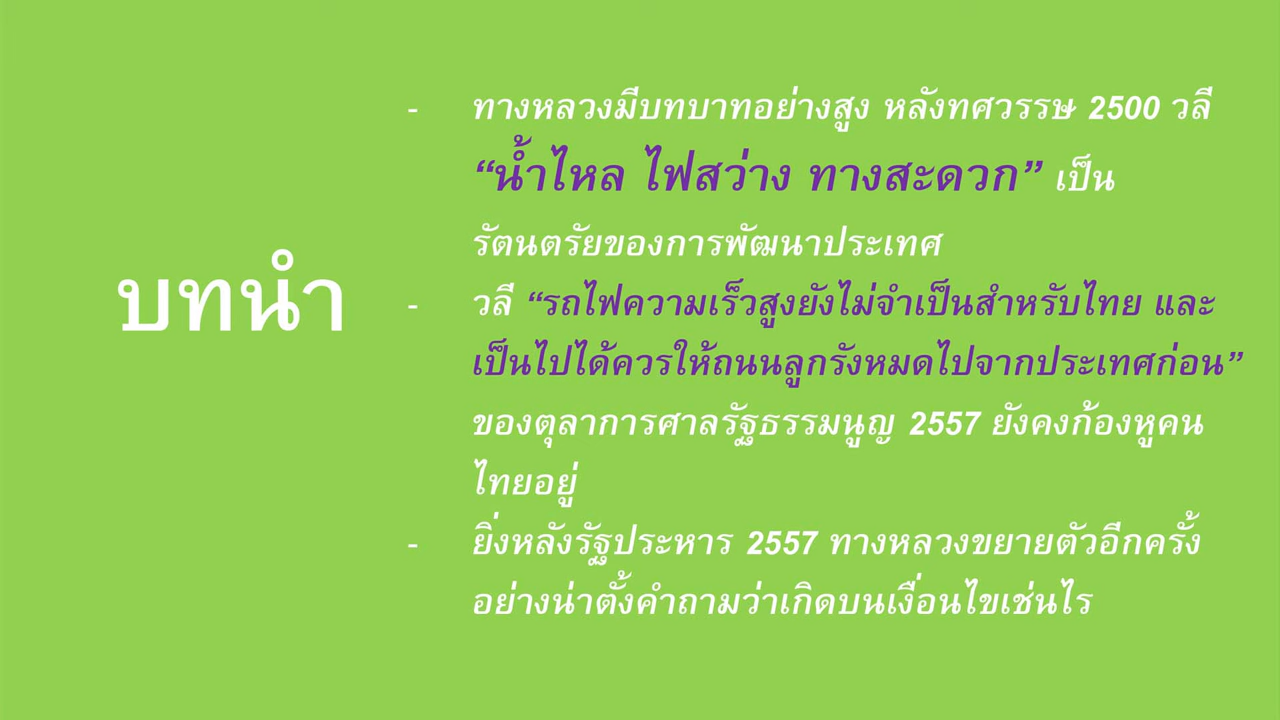 บทนำ
- ทางหลวงมีบทบาทอย่างสูง หลังทศวรรษ 2500 วลี
“น้ำไหล ไฟสว่าง ทางสะดวก” เป็น
รัตนตรัยของการพัฒนาประเทศ
- วลี “รถไฟความเร็วสูงยังไม่จำเป็นสำหรับไทย และ
เป็นไปได้ควรให้ถนนลูกรังหมดไปจากประเทศก่อน”
ของตุลาการศาลรัฐธรรมนูญ 2557 ยังคงก้องหูคน
ไทยอยู่
- ยิ่งหลังรัฐประหาร 2557 ทางหลวงขยายตัวอีกครั้ง
อย่างน่าตั้งคำถามว่าเกิดบนเงื่อนไขเช่นไร